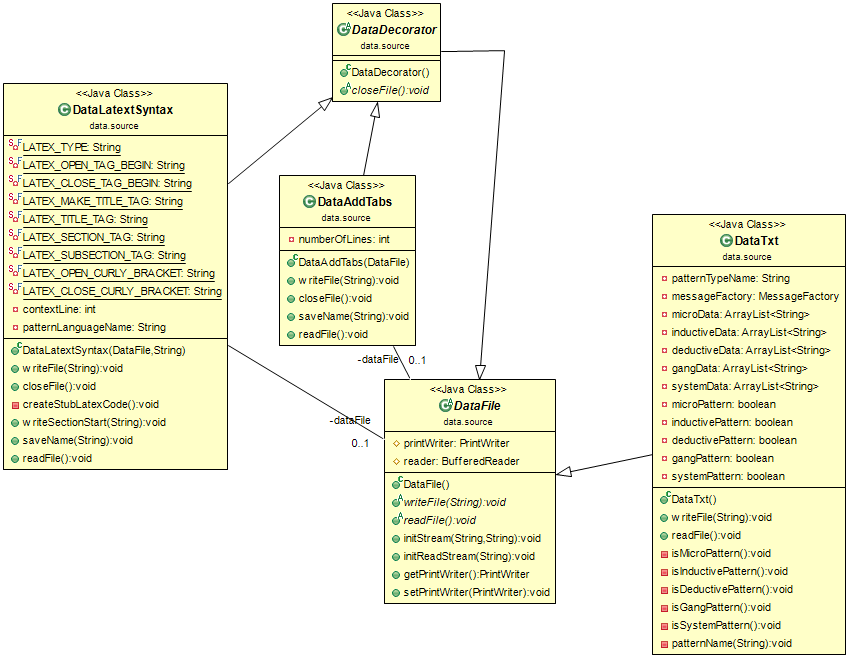 <<Java Class>>
DataDecorator
data.source
DataDecorator()
closeFile():void
<<Java Class>>
DataLatextSyntax
data.source
LATEX_TYPE: String
LATEX_OPEN_TAG_BEGIN: String
LATEX_CLOSE_TAG_BEGIN: String
LATEX_MAKE_TITLE_TAG: String
LATEX_TITLE_TAG: String
LATEX_SECTION_TAG: String
LATEX_SUBSECTION_TAG: String
LATEX_OPEN_CURLY_BRACKET: String
LATEX_CLOSE_CURLY_BRACKET: String
contextLine: int
patternLanguageName: String
DataLatextSyntax(DataFile,String)
writeFile(String):void
closeFile():void
createStubLatexCode():void
writeSectionStart(String):void
saveName(String):void
readFile():void
<<Java Class>>
DataAddTabs
data.source
numberOfLines: int
DataAddTabs(DataFile)
writeFile(String):void
closeFile():void
saveName(String):void
readFile():void
-dataFile
0..1
-dataFile
0..1
<<Java Class>>
DataFile
data.source
printWriter: PrintWriter
reader: BufferedReader
DataFile()
writeFile(String):void
readFile():void
initStream(String,String):void
initReadStream(String):void
getPrintWriter():PrintWriter
setPrintWriter(PrintWriter):void
<<Java Class>>
DataTxt
data.source
patternTypeName: String
messageFactory: MessageFactory
microData: ArrayList<String>
inductiveData: ArrayList<String>
deductiveData: ArrayList<String>
gangData: ArrayList<String>
systemData: ArrayList<String>
microPattern: boolean
inductivePattern: boolean
deductivePattern: boolean
gangPattern: boolean
systemPattern: boolean
DataTxt()
writeFile(String):void
readFile():void
isMicroPattern():void
isInductivePattern():void
isDeductivePattern():void
isGangPattern():void
isSystemPattern():void
patternName(String):void